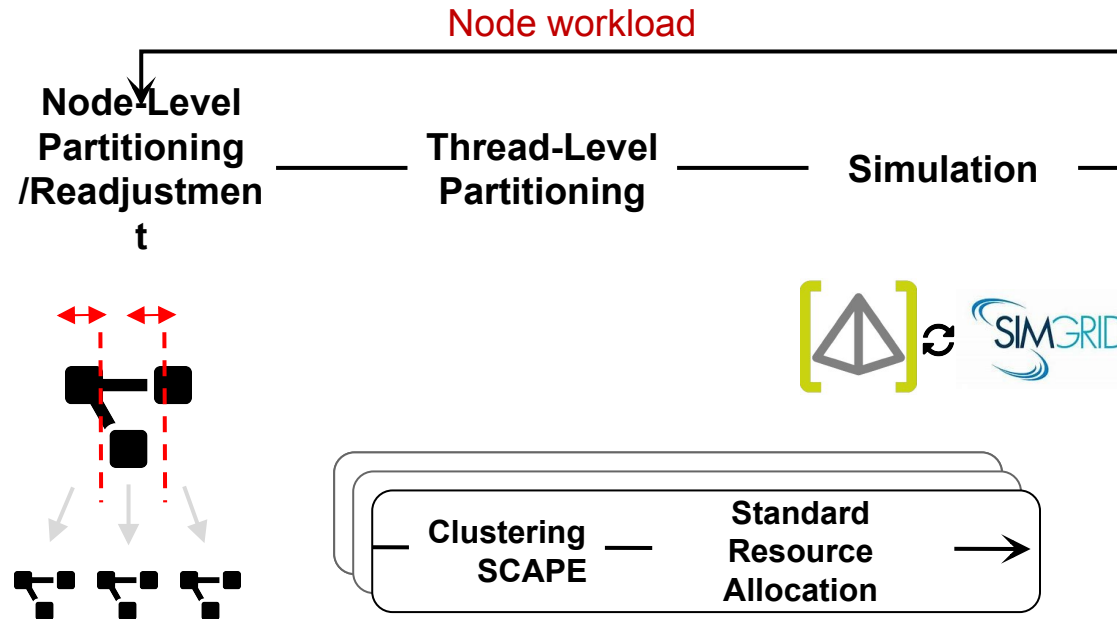 Node workload
Node-Level
Partitioning
/Readjustmen
t
Thread-Level
Partitioning
Simulation
SIMGRID
Clustering
SCAPE
Standard
Resource
Allocation